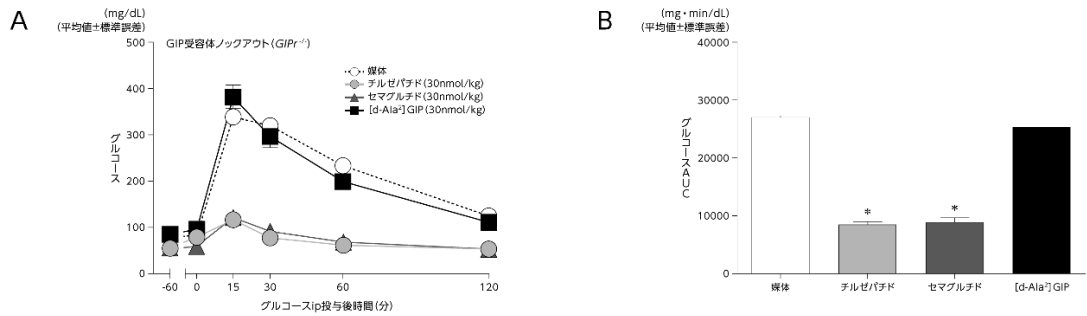 A
(mg/dL)
(平均値±標準誤差)
GIP受容体ノックアウト(GIPr⁻/⁻)
媒体
チルゼパチド(30nmol/kg)
セマグルチド(30nmol/kg)
[d-Ala²]GIP(30nmol/kg)
グルコース
500
400
300
200
100
0
-60 0 15 30 60 120
グルコースip投与後時間(分)
B
(mg・min/dL)
(平均値±標準誤差)
グルコースAUC
40000
30000
20000
10000
0
* *
媒体 チルゼパチド セマグルチド [d-Ala²]GIP